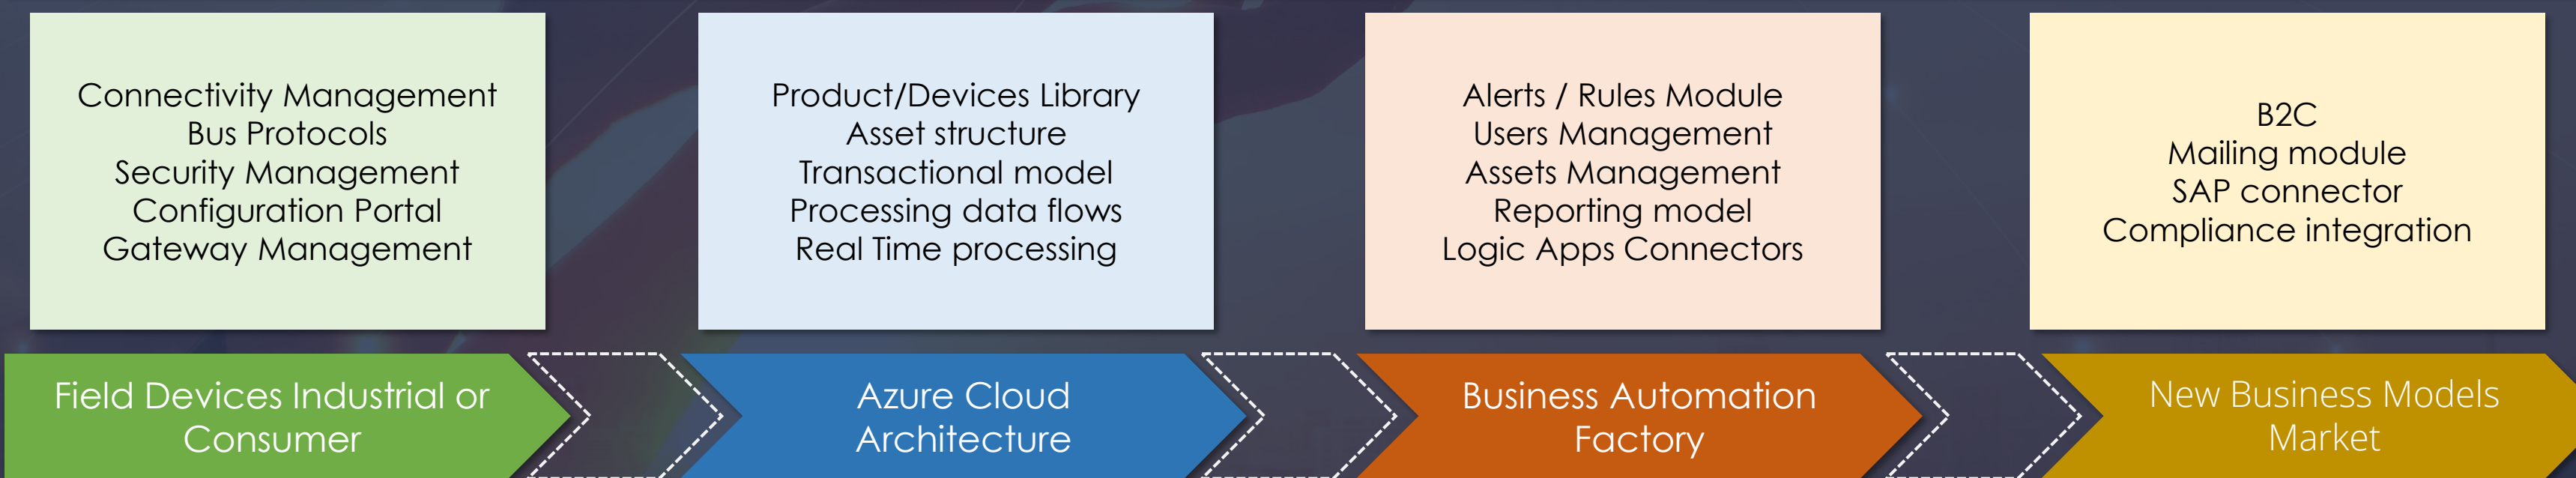 Connectivity Management
Bus Protocols
Security Management
Configuration Portal
Gateway Management
Product/Devices Library
Asset structure
Transactional model
Processing data flows
Real Time processing
Alerts / Rules Module
Users Management
Assets Management
Reporting model
Logic Apps Connectors
B2C
Mailing module
SAP connector
Compliance integration
Field Devices Industrial or
Consumer
Azure Cloud
Architecture
Business Automation
Factory
New Business Models
Market